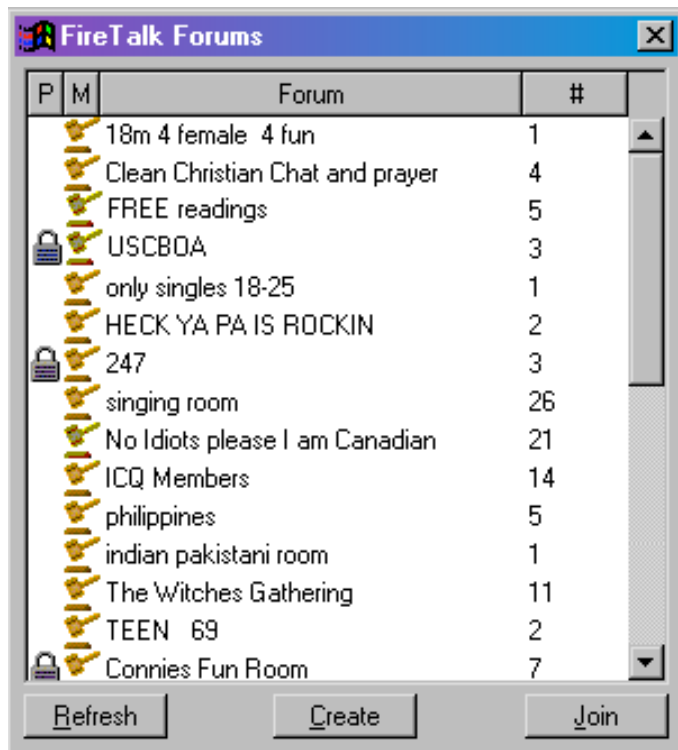 FireTalk Forums
P M Forum #
18m 4 female  4 fun 1
Clean Christian Chat and prayer 4
FREE readings 5
USCBOA 3
only singles 18-25 1
HECK YA PA IS ROCKIN 2
247 3
singing room 26
No Idiots please I am Canadian 21
ICQ Members 14
philippines 5
indian pakistani room 1
The Witches Gathering 11
TEEN   69 2
Connies Fun Room 7
Refresh Create Join